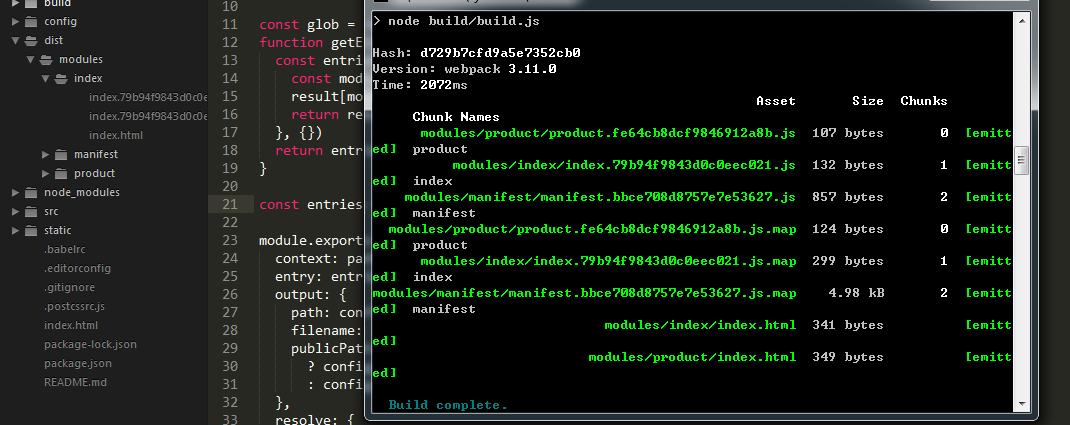 build
config
dist
modules
index
index.79b94f9843d0c0e
index.79b94f9843d0c0e
index.html
manifest
product
node_modules
src
static
.babelrc
.editorconfig
.gitignore
.postcssrc.js
index.html
package-lock.json
package.json
README.md
10
11 const glob =
12 function getE
13 const entri
14 const mod
15 result[mo
16 return re
17 }, {})
18 return entr
19 }
20
21 const entries
22
23 module.export
24 context: pa
25 entry: entr
26 output: {
27 path: con
28 filename:
29 publicPat
30 ? confi
31 : confi
32 },
33 resolve: {
> node build/build.js
Hash: d729b7cfd9a5e7352cb0
Version: webpack 3.11.0
Time: 2072ms
Asset Size Chunks
Chunk Names
modules/product/product.fe64cb8dcf9846912a8b.js 107 bytes 0 [emitt
ed] product
modules/index/index.79b94f9843d0c0eec021.js 132 bytes 1 [emitt
ed] index
modules/manifest/manifest.bbce708d8757e7e53627.js 857 bytes 2 [emitt
ed] manifest
modules/product/product.fe64cb8dcf9846912a8b.js.map 124 bytes 0 [emitt
ed] product
modules/index/index.79b94f9843d0c0eec021.js.map 299 bytes 1 [emitt
ed] index
modules/manifest/manifest.bbce708d8757e7e53627.js.map 4.98 kB 2 [emitt
ed] manifest
modules/index/index.html 341 bytes [emitt
ed]
modules/product/index.html 349 bytes [emitt
ed]
Build complete.